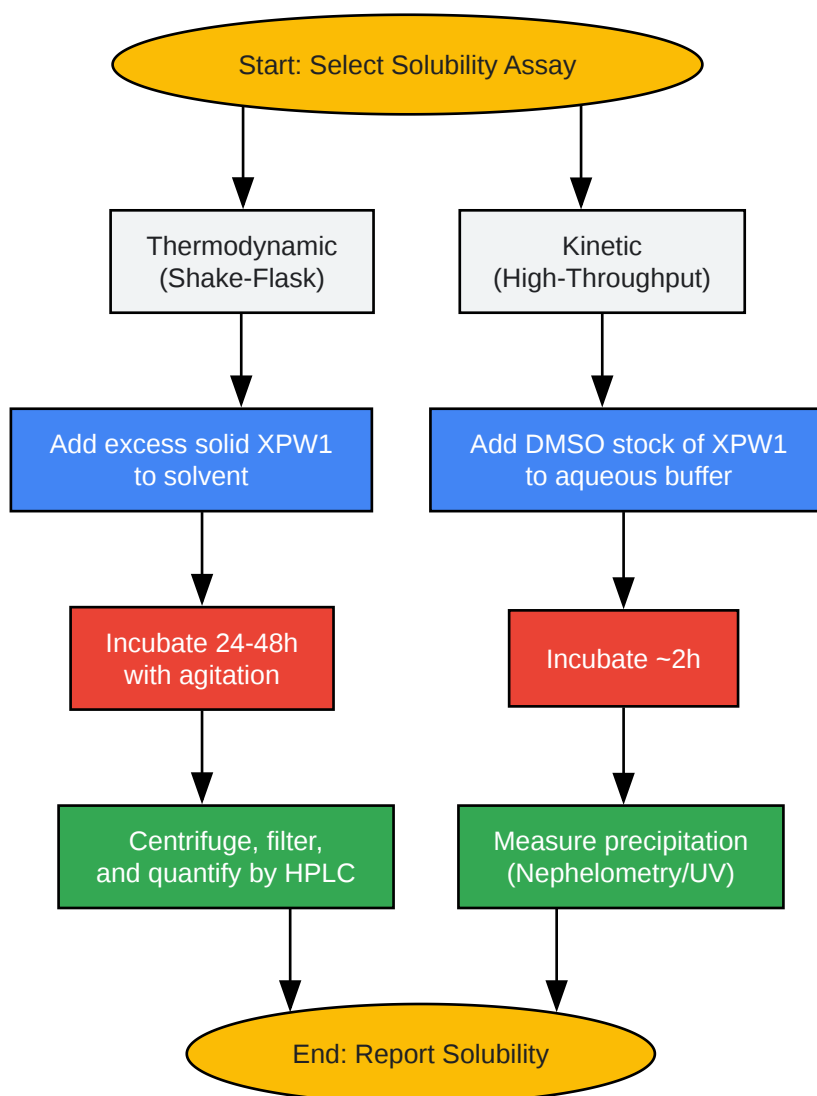 Start: Select Solubility Assay
Thermodynamic
(Shake-Flask)
Kinetic
(High-Throughput)
Add excess solid XPW1
to solvent
Add DMSO stock of XPW1
to aqueous buffer
Incubate 24-48h
with agitation
Incubate ~2h
Centrifuge, filter,
and quantify by HPLC
Measure precipitation
(Nephelometry/UV)
End: Report Solubility